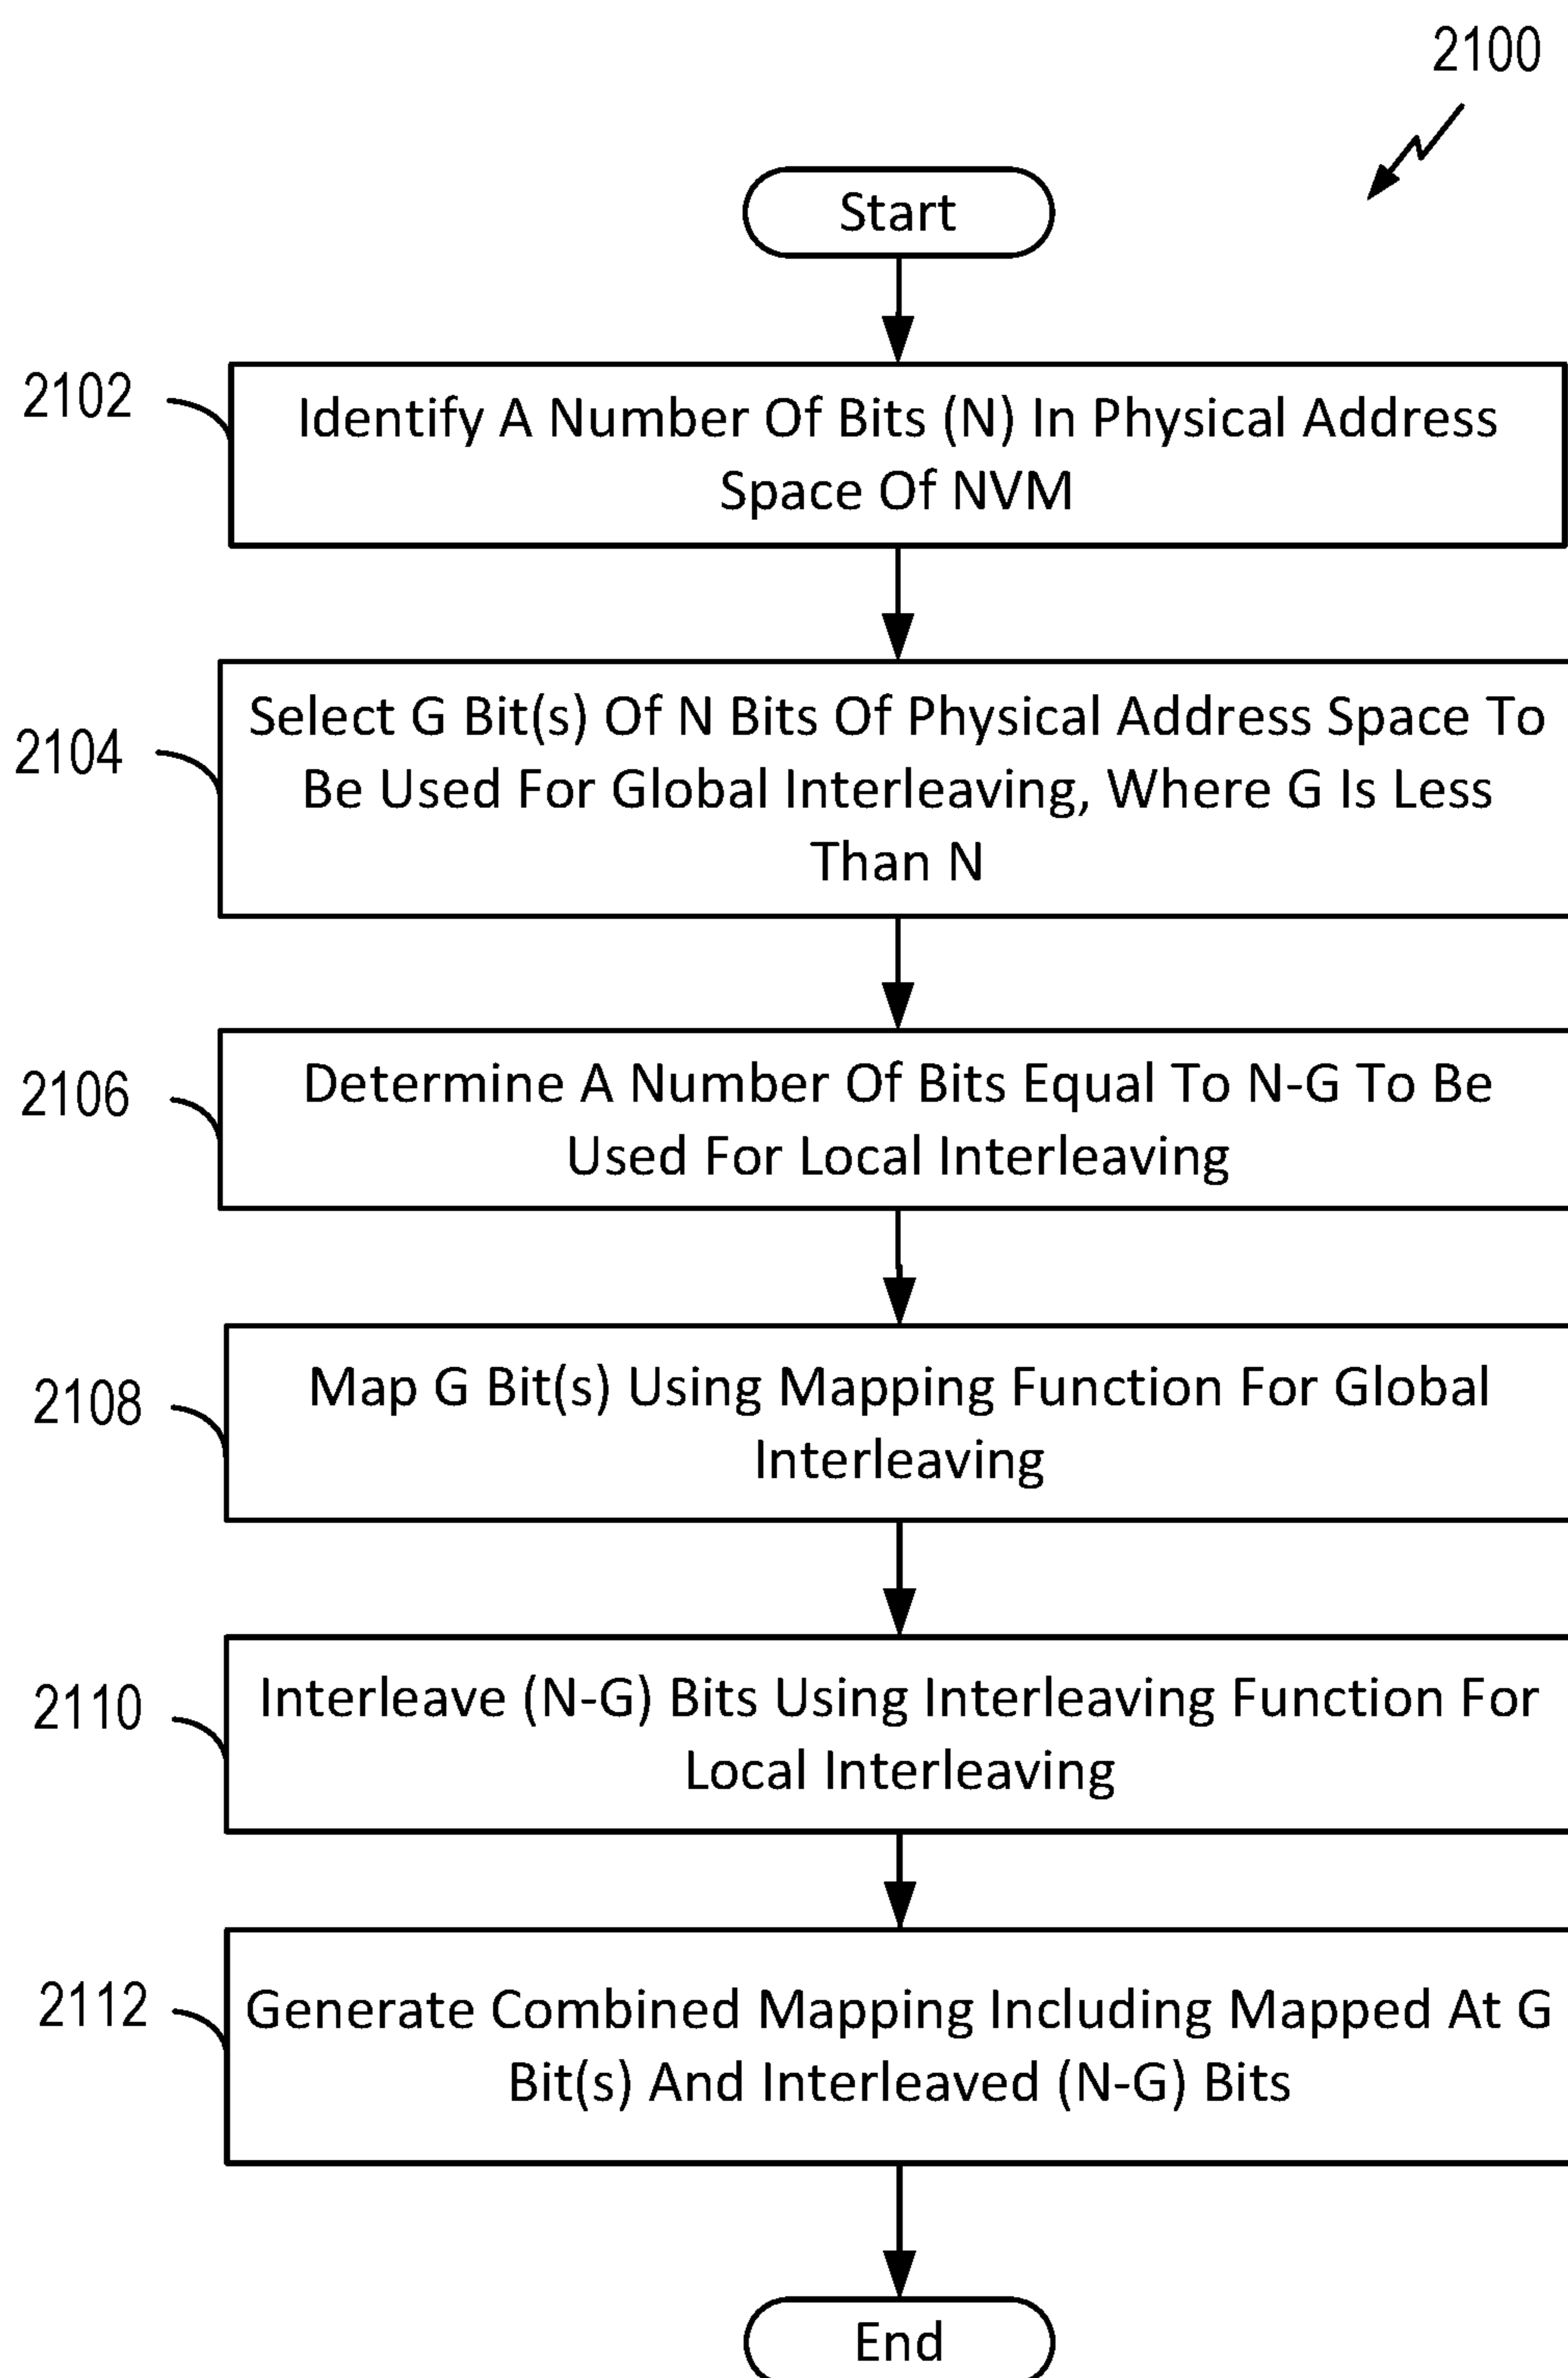 2100
Start
2102
Identify A Number Of Bits (N) In Physical Address
Space Of NVM
2104
Select G Bit(s) Of N Bits Of Physical Address Space To
Be Used For Global Interleaving, Where G Is Less
Than N
2106
Determine A Number Of Bits Equal To N-G To Be
Used For Local Interleaving
2108
Map G Bit(s) Using Mapping Function For Global
Interleaving
2110
Interleave (N-G) Bits Using Interleaving Function For
Local Interleaving
2112
Generate Combined Mapping Including Mapped At G
Bit(s) And Interleaved (N-G) Bits
End